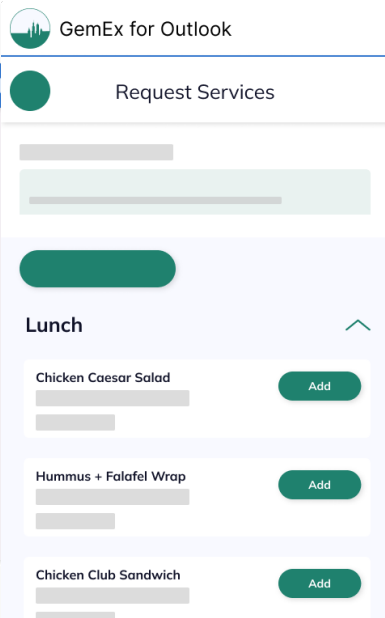 GemEx for Outlook
Request Services
Lunch
Chicken Caesar Salad
Add
Hummus + Falafel Wrap
Add
Chicken Club Sandwich
Add